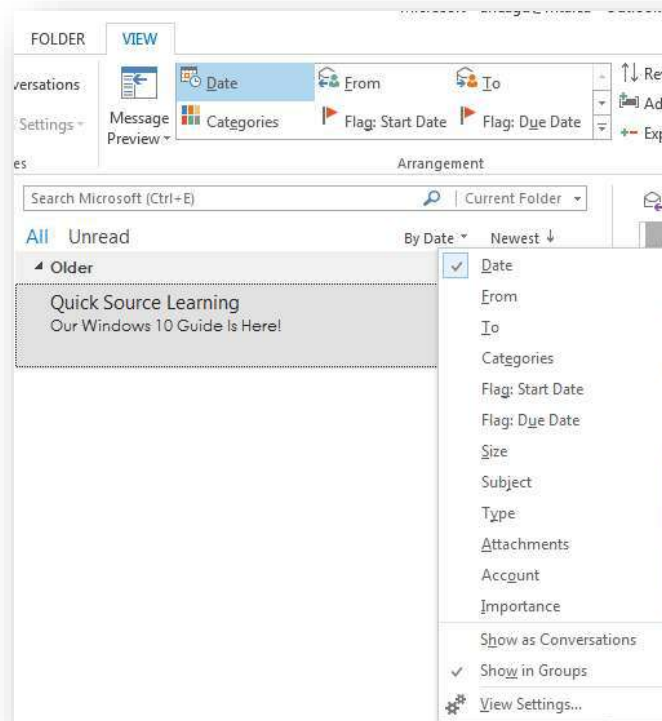 FOLDER VIEW
versations
Date From To Re
Settings Message Preview Categories Flag: Start Date Flag: Due Date Ad
Exp
es Arrangement
Search Microsoft (Ctrl+E) Current Folder
All Unread By Date Newest
Older
Quick Source Learning
Our Windows 10 Guide Is Here!
Date
From
To
Categories
Flag: Start Date
Flag: Due Date
Size
Subject
Type
Attachments
Account
Importance
Show as Conversations
Show in Groups
View Settings...